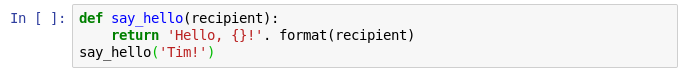 In [ ]: def say_hello(recipient):
    return 'Hello, {}!'. format(recipient)
say_hello('Tim!')